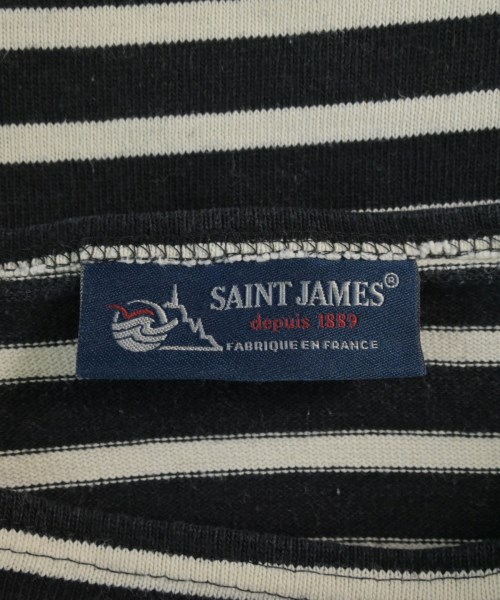 SAINT JAMES®
depuis 1889
FABRIQUE EN FRANCE